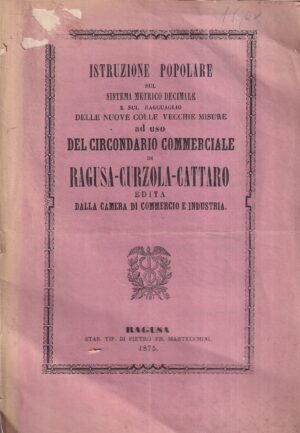 ISTRUZIONE POPOLARE
SUL
SISTEMA METRICO DECIMALE
E SUL RAGGUAGLIO
DELLE NUOVE COLLE VECCHIE MISURE
ad uso
DEL CIRCONDARIO COMMERCIALE
DI
RAGUSA-CURZOLA-CATTARO
EDITA
DALLA CAMERA DI COMMERCIO E INDUSTRIA.
RAGUSA
STAB. TIP. DI PIETRO FR. MARTECCHINI.
1875.